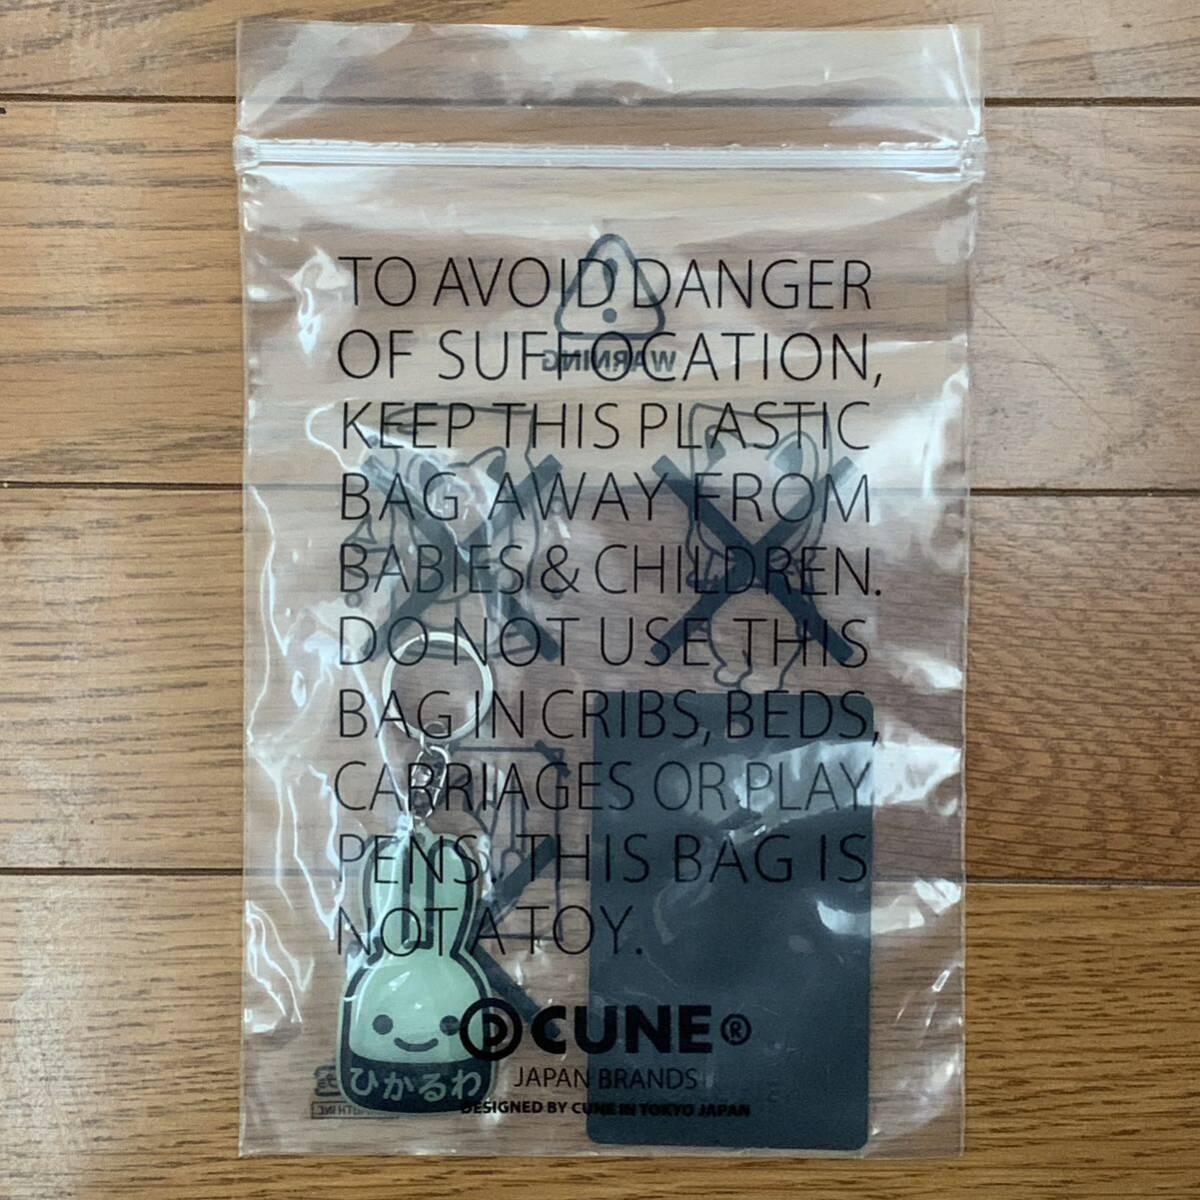 TO AVOID DANGER
OF SUFFOCATION,
KEEP THIS PLASTIC
BAG AWAY FROM
BABIES & CHILDREN.
DO NOT USE THIS
BAG IN CRIBS, BEDS,
CARRIAGES OR PLAY
PENS. THIS BAG IS
NOT A TOY.
WARNING
CUNE®
JAPAN BRANDS
DESIGNED BY CUNE IN TOKYO JAPAN
ひかるわ